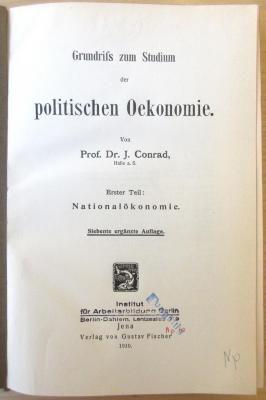 Grundriſs zum Studium
der
politischen Oekonomie.
Von
Prof. Dr. J. Conrad,
Halle a. S.
Erster Teil:
Nationalökonomie.
Siebente ergänzte Auflage.
Institut
für Arbeiterbildung Berlin
Berlin-Dahlem,
Jena
Verlag von Gustav Fischer
1910.